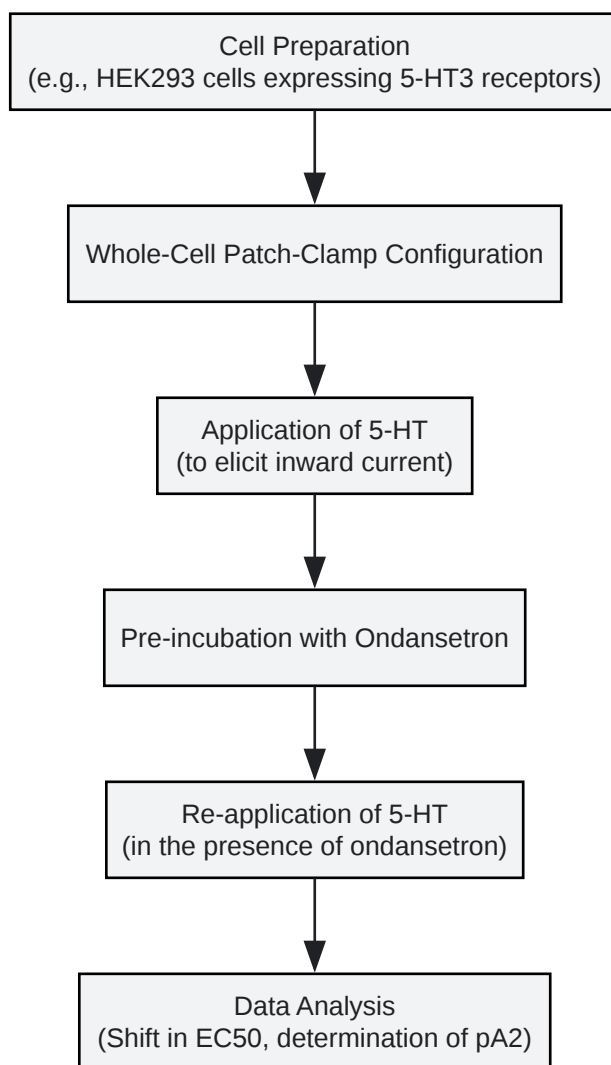 Cell Preparation
(e.g., HEK293 cells expressing 5-HT3 receptors)
Whole-Cell Patch-Clamp Configuration
Application of 5-HT
(to elicit inward current)
Pre-incubation with Ondansetron
Re-application of 5-HT
(in the presence of ondansetron)
Data Analysis
(Shift in EC50, determination of pA2)